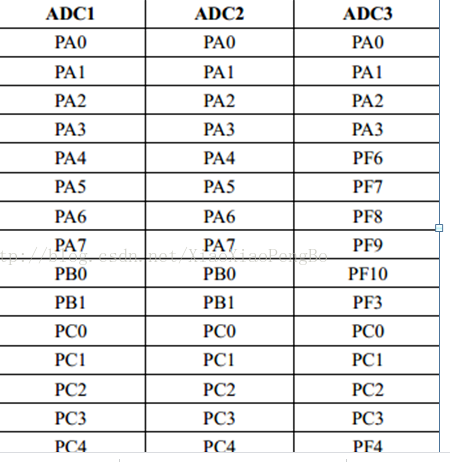 ADC1 ADC2 ADC3
PA0 PA0 PA0
PA1 PA1 PA1
PA2 PA2 PA2
PA3 PA3 PA3
PA4 PA4 PF6
PA5 PA5 PF7
PA6 PA6 PF8
PA7 PA7 PF9
tp://blog.csdn.net/XiaoXiaoPengBo
PB0 PB0 PF10
PB1 PB1 PF3
PC0 PC0 PC0
PC1 PC1 PC1
PC2 PC2 PC2
PC3 PC3 PC3
PC4 PC4 PF4